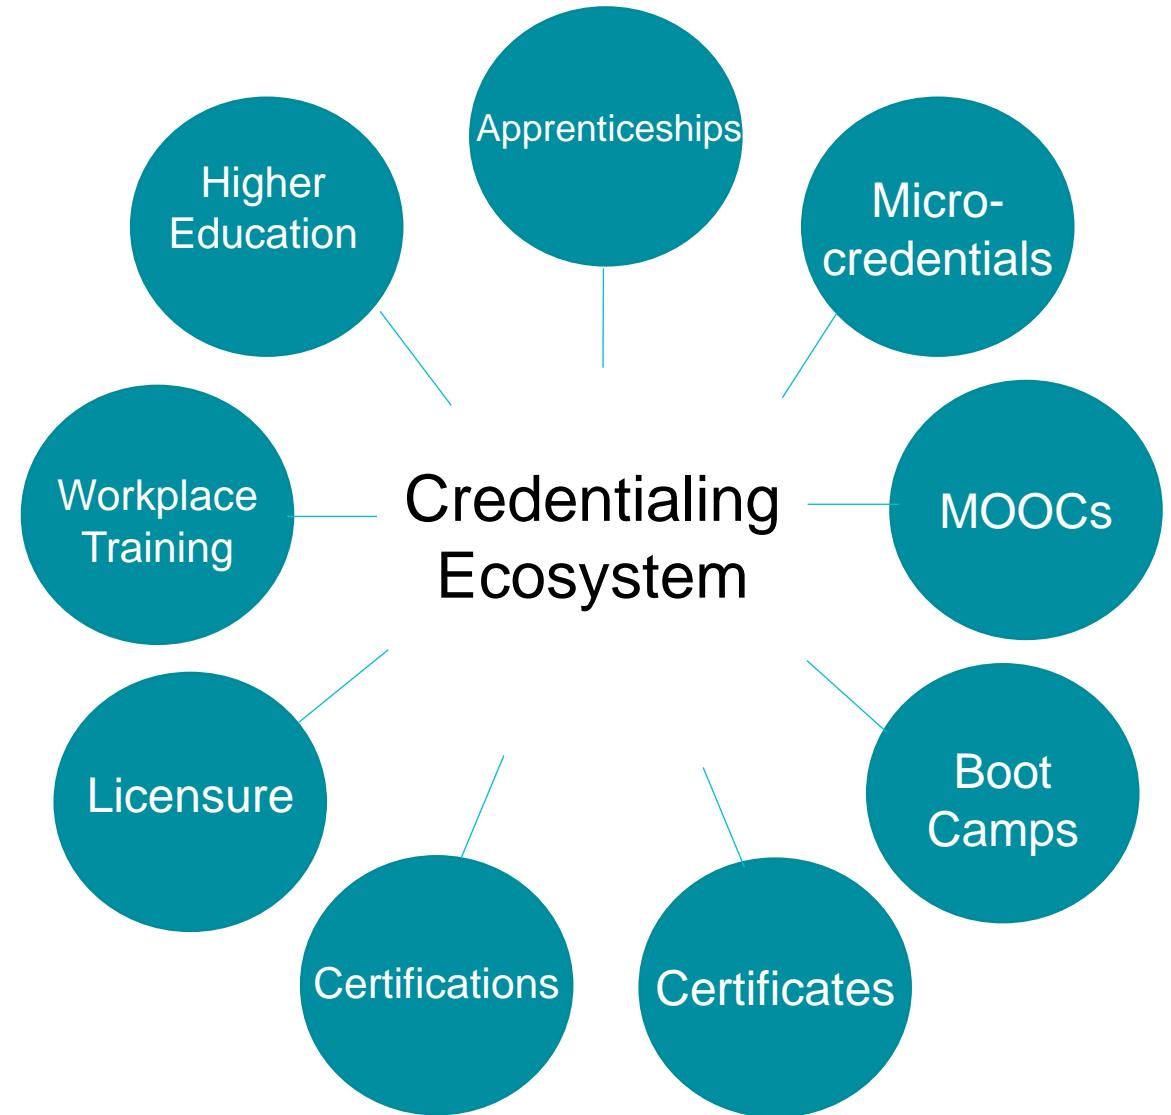 Apprenticeships
Higher
Education
Micro-
credentials
Workplace
Training
Credentialing
Ecosystem
MOOCs
Licensure
Boot
Camps
Certifications
Certificates